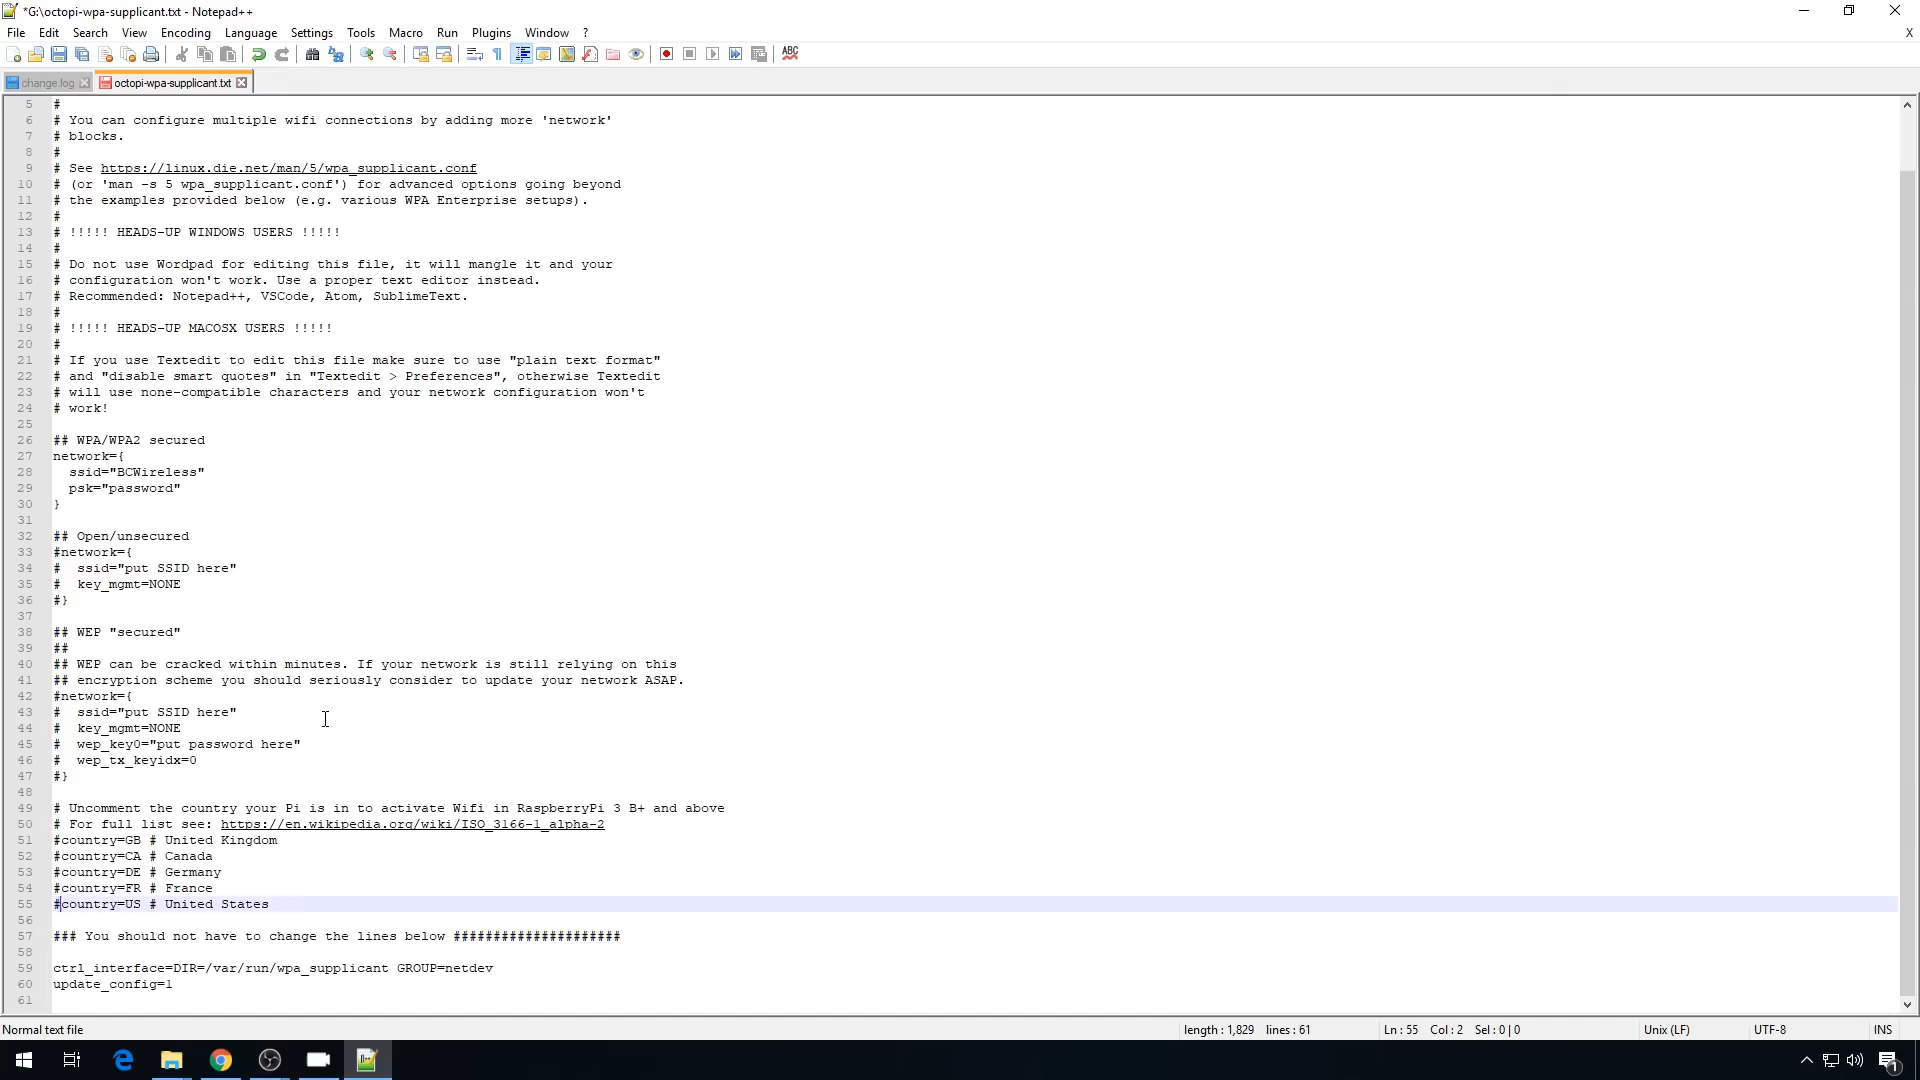 *G:\octopi-wpa-supplicant.txt - Notepad++
File Edit Search View Encoding Language Settings Tools Macro Run Plugins Window ? X
ABC
change.log octopi-wpa-supplicant.txt
5 #
6 # You can configure multiple wifi connections by adding more 'network'
7 # blocks.
8 #
9 # See https://linux.die.net/man/5/wpa_supplicant.conf
10 # (or 'man -s 5 wpa_supplicant.conf') for advanced options going beyond
11 # the examples provided below (e.g. various WPA Enterprise setups).
12 #
13 # !!!!! HEADS-UP WINDOWS USERS !!!!!
14 #
15 # Do not use Wordpad for editing this file, it will mangle it and your
16 # configuration won't work. Use a proper text editor instead.
17 # Recommended: Notepad++, VSCode, Atom, SublimeText.
18 #
19 # !!!!! HEADS-UP MACOSX USERS !!!!!
20 #
21 # If you use Textedit to edit this file make sure to use "plain text format"
22 # and "disable smart quotes" in "Textedit > Preferences", otherwise Textedit
23 # will use none-compatible characters and your network configuration won't
24 # work!
25
26 ## WPA/WPA2 secured
27 network={
28   ssid="BCWireless"
29   psk="password"
30 }
31
32 ## Open/unsecured
33 #network={
34 #  ssid="put SSID here"
35 #  key_mgmt=NONE
36 #}
37
38 ## WEP "secured"
39 ##
40 ## WEP can be cracked within minutes. If your network is still relying on this
41 ## encryption scheme you should seriously consider to update your network ASAP.
42 #network={
43 #  ssid="put SSID here"
44 #  key_mgmt=NONE
45 #  wep_key0="put password here"
46 #  wep_tx_keyidx=0
47 #}
48
49 # Uncomment the country your Pi is in to activate Wifi in RaspberryPi 3 B+ and above
50 # For full list see: https://en.wikipedia.org/wiki/ISO_3166-1_alpha-2
51 #country=GB # United Kingdom
52 #country=CA # Canada
53 #country=DE # Germany
54 #country=FR # France
55 #country=US # United States
56
57 ### You should not have to change the lines below #####################
58
59 ctrl_interface=DIR=/var/run/wpa_supplicant GROUP=netdev
60 update_config=1
61
Normal text file length : 1,829 lines : 61 Ln : 55 Col : 2 Sel : 0 | 0 Unix (LF) UTF-8 INS
1